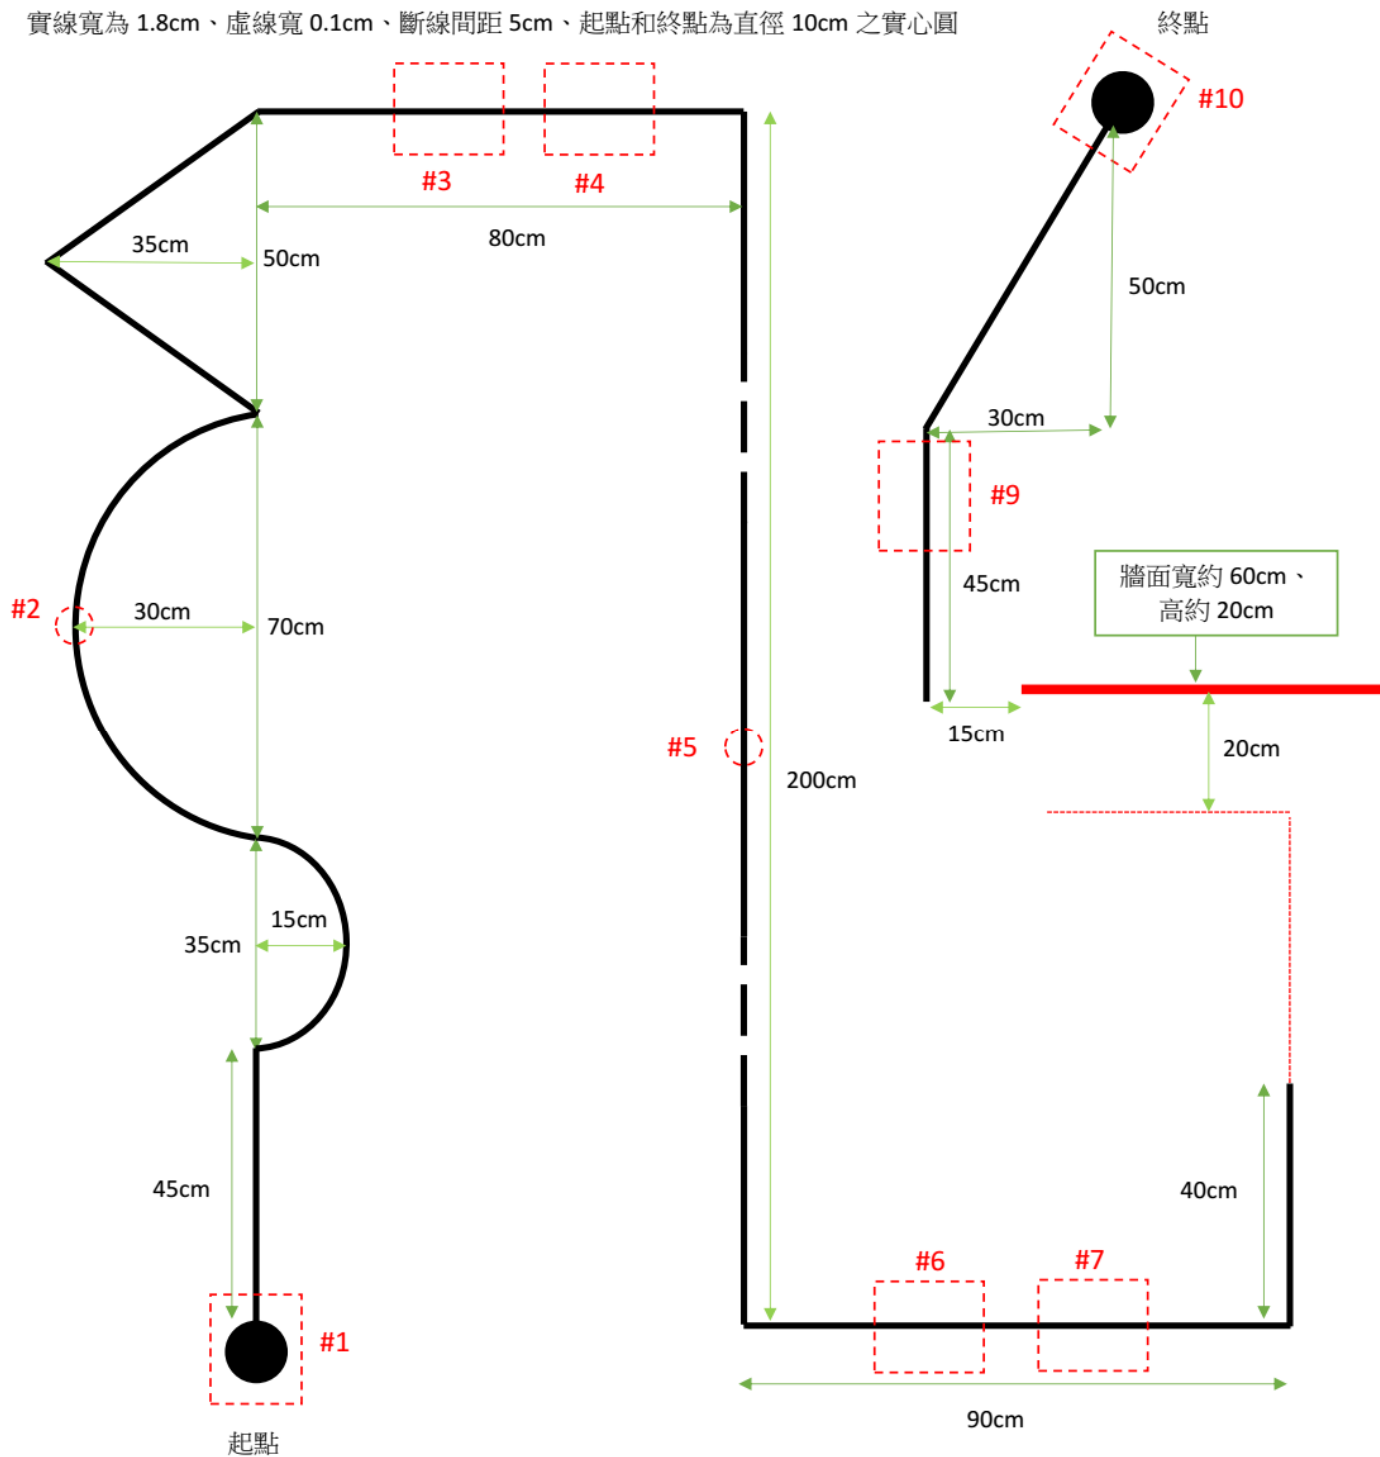 實線寬為 1.8cm、虛線寬 0.1cm、斷線間距 5cm、起點和終點為直徑 10cm 之實心圓
終點
#10
#3
#4
80cm
35cm
50cm
50cm
30cm
#9
45cm
牆面寬約 60cm、
高約 20cm
#2
30cm
70cm
15cm
20cm
#5
200cm
15cm
35cm
45cm
40cm
#6
#7
#1
90cm
起點